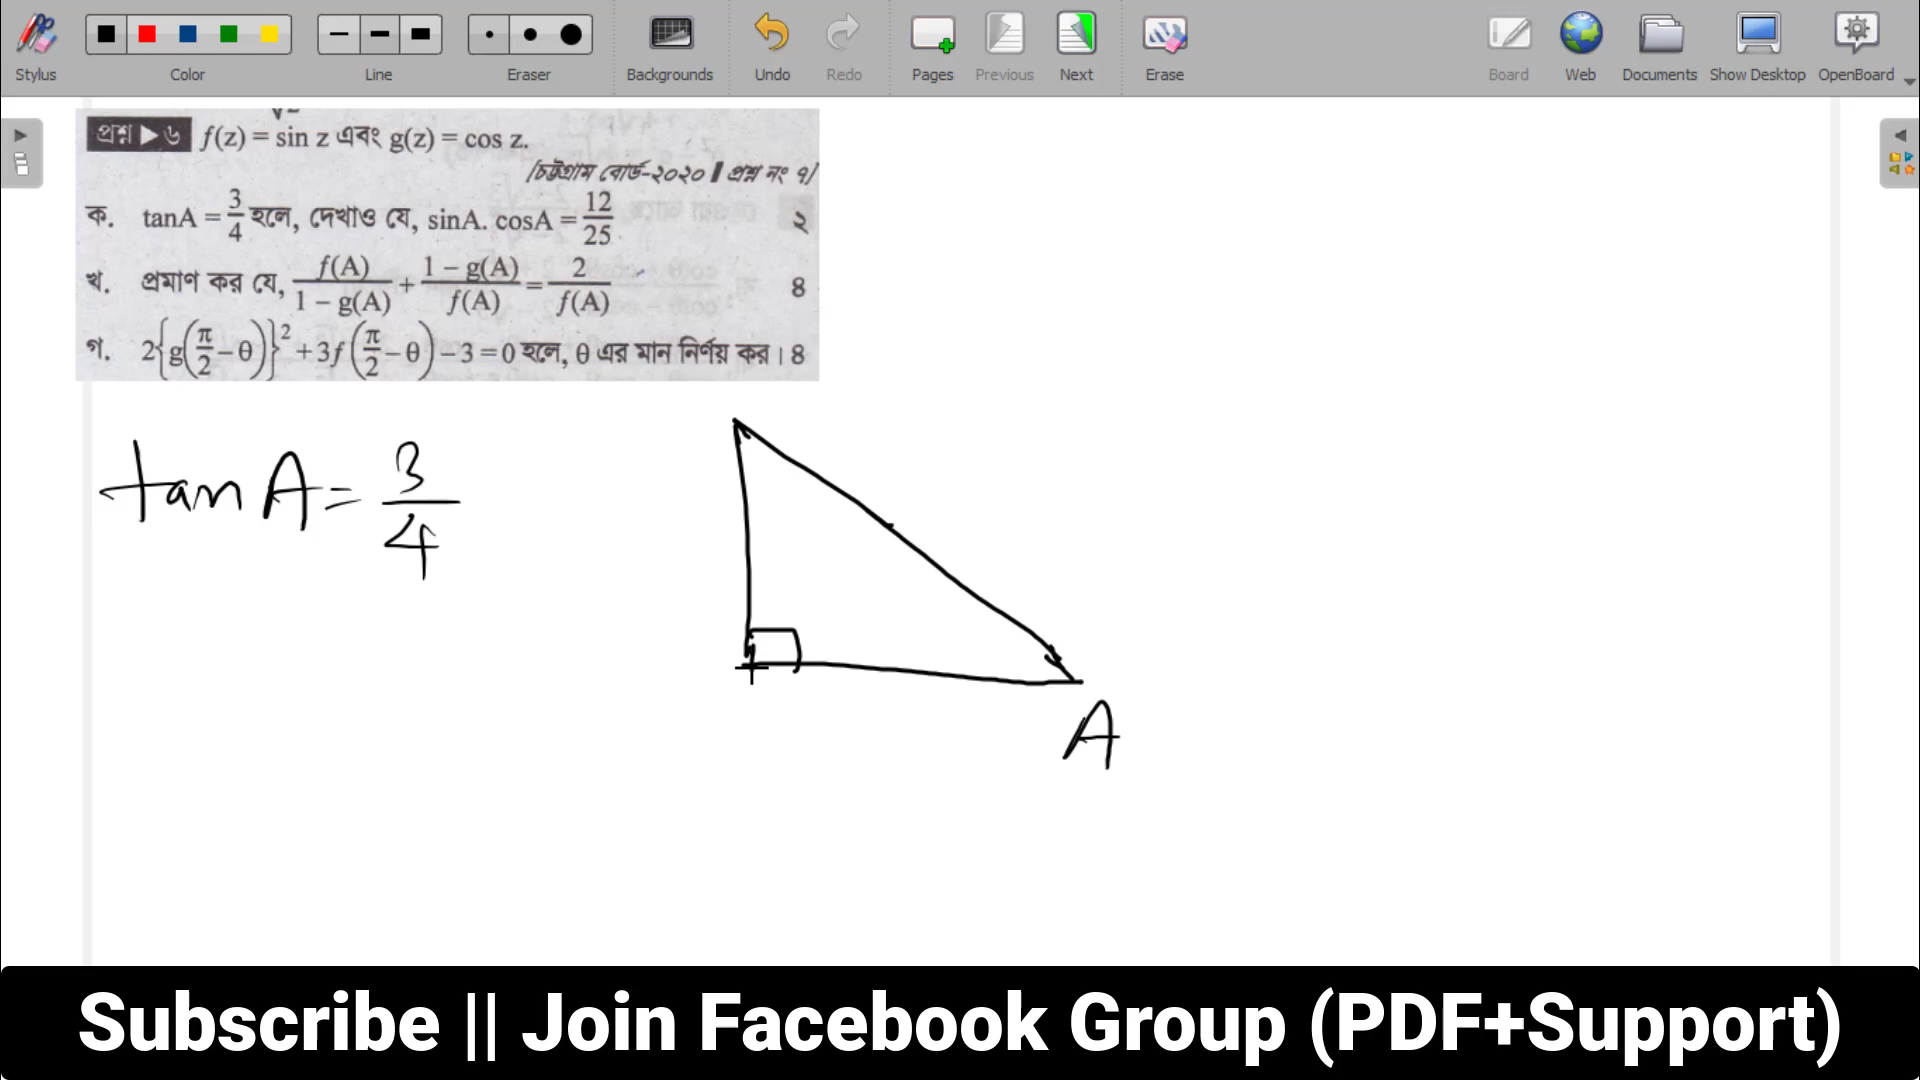 Stylus Color Line Eraser Backgrounds Undo Redo Pages Previous Next Erase Board Web Documents Show Desktop OpenBoard
প্রশ্ন ▶ ৬ f(z) = sin z এবং g(z) = cos z.
/চট্টগ্রাম বোর্ড-২০২০ ▌ প্রশ্ন নং ৭/
ক. tanA = 3/4 হলে, দেখাও যে, sinA. cosA = 12/25 ২
খ. প্রমাণ কর যে, f(A)/(1 − g(A)) + (1 − g(A))/f(A) = 2/f(A) 8
গ. 2{g(π/2 − θ)}² + 3f(π/2 − θ) − 3 = 0 হলে, θ এর মান নির্ণয় কর। 8
tan A = 3/4
A
Subscribe || Join Facebook Group (PDF+Support)